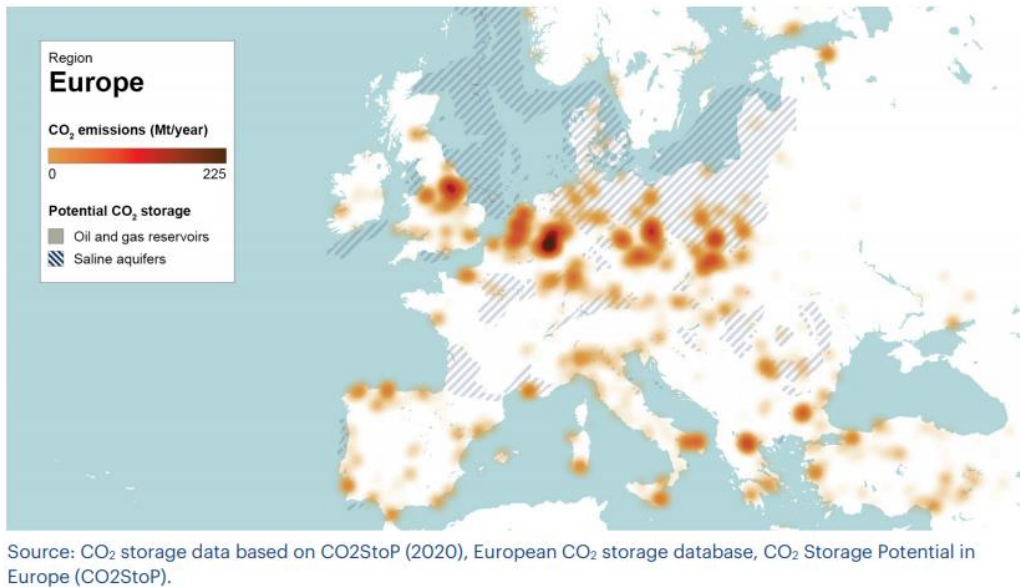 Region
Europe
CO₂ emissions (Mt/year)
0 225
Potential CO₂ storage
Oil and gas reservoirs
Saline aquifers
Source: CO₂ storage data based on CO2StoP (2020), European CO₂ storage database, CO₂ Storage Potential in
Europe (CO2StoP).